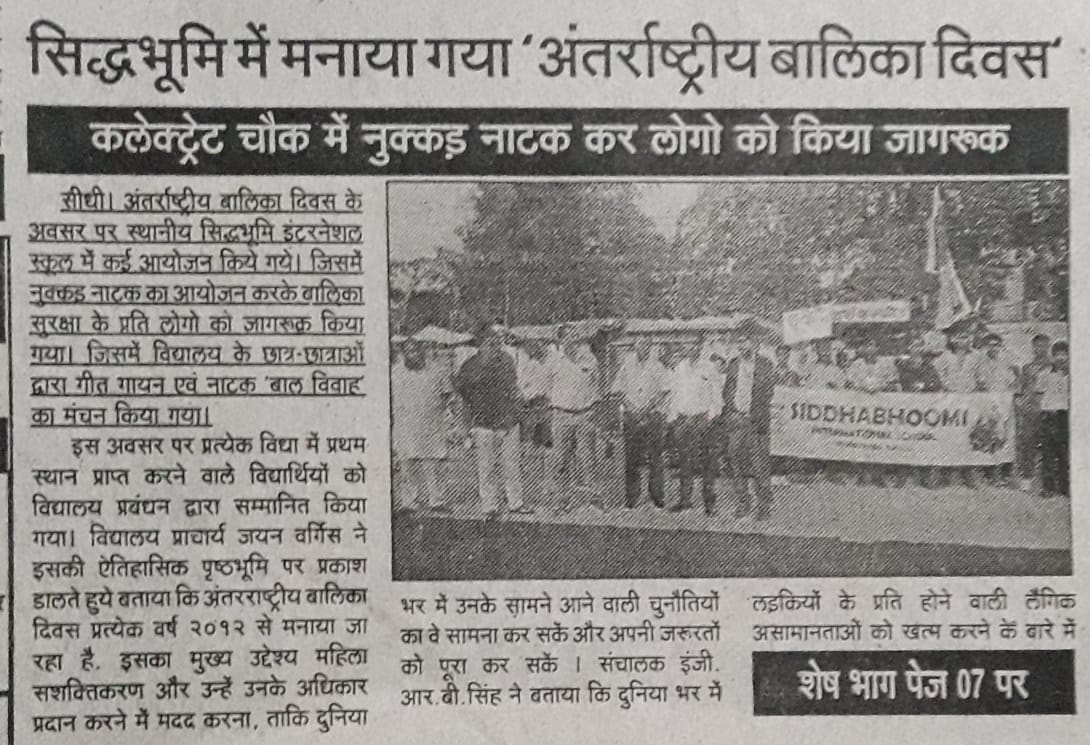 सिद्धभूमि में मनाया गया ‘अंतर्राष्ट्रीय बालिका दिवस‘
कलेक्ट्रेट चौक में नुक्कड़ नाटक कर लोगो को किया जागरूक
सीधी। अंतर्राष्ट्रीय बालिका दिवस के
अवसर पर स्थानीय सिद्धभूमि इंटरनेशल
स्कूल में कई आयोजन किये गये। जिसमें
नुक्कड़ नाटक का आयोजन करके बालिका
सुरक्षा के प्रति लोगो को जागरूक किया
गया। जिसमें विद्यालय के छात्र-छात्राओं
द्वारा गीत गायन एवं नाटक 'बाल विवाह'
का मंचन किया गया।
इस अवसर पर प्रत्येक विद्या में प्रथम
स्थान प्राप्त करने वाले विद्यार्थियों को
विद्यालय प्रबंधन द्वारा सम्मानित किया
गया। विद्यालय प्राचार्य जयन वर्गिस ने
इसकी ऐतिहासिक पृष्ठभूमि पर प्रकाश
डालते हुये बताया कि अंतरराष्ट्रीय बालिका
दिवस प्रत्येक वर्ष २०१२ से मनाया जा
रहा है. इसका मुख्य उद्देश्य महिला
सशक्तिकरण और उन्हें उनके अधिकार
प्रदान करने में मदद करना, ताकि दुनिया
SIDDHABHOOMI
INTERNATIONAL SCHOOL
भर में उनके सामने आने वाली चुनौतियों
का वे सामना कर सकें और अपनी जरूरतों
को पूरा कर सकें । संचालक इंजी.
आर.बी.सिंह ने बताया कि दुनिया भर में
लड़कियों के प्रति होने वाली लैंगिक
असामानताओं को खत्म करने के बारे में
शेष भाग पेज 07 पर